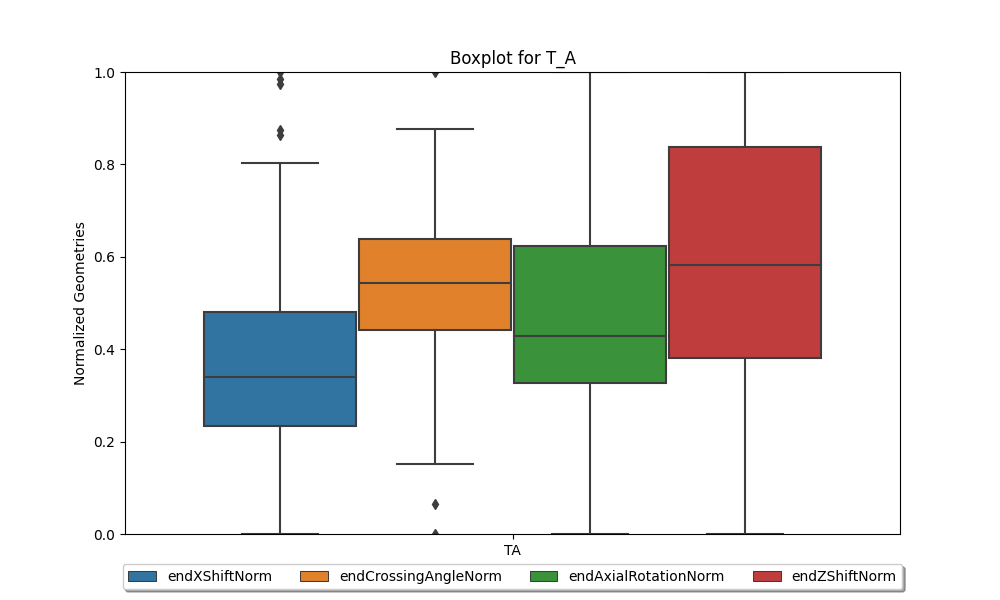 Boxplot for T_A
1.0
0.8
0.6
0.4
0.2
0.0
Normalized Geometries
TA
endXShiftNorm endCrossingAngleNorm endAxialRotationNorm endZShiftNorm